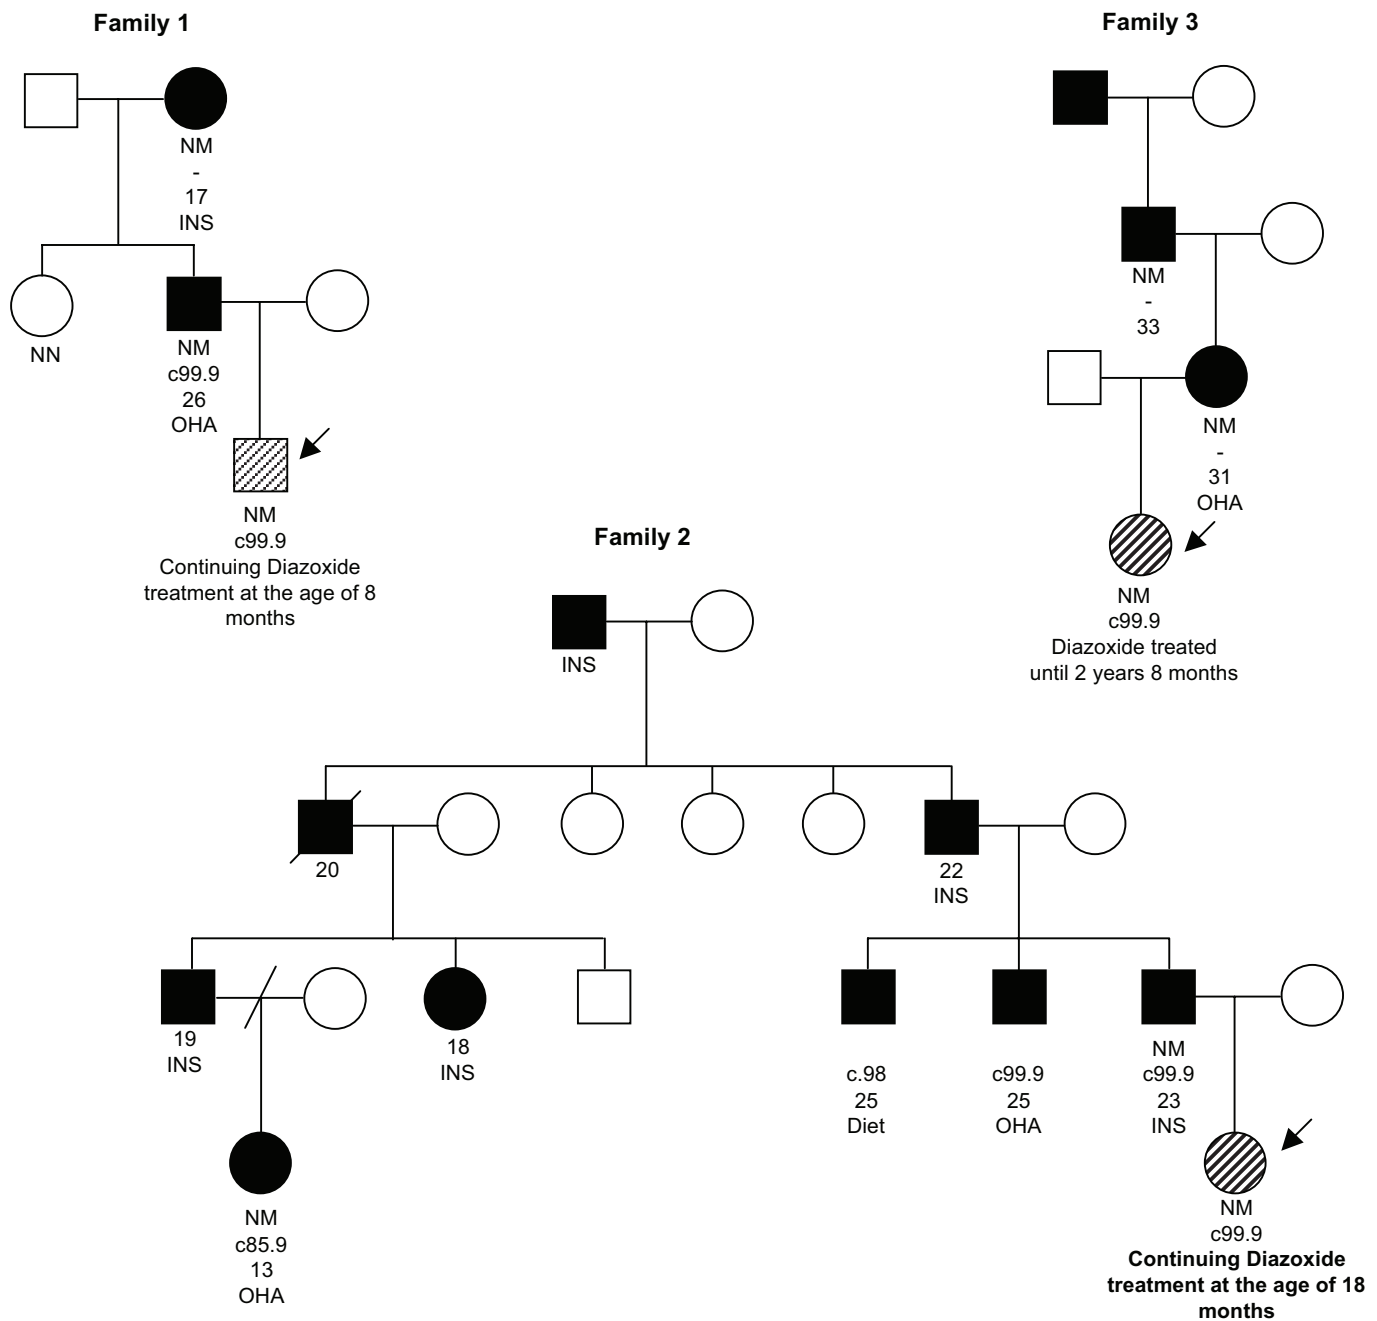 Family 1
NM
-
17
INS
NN
NM
c99.9
26
OHA
NM
c99.9
Continuing Diazoxide
treatment at the age of 8
months
Family 3
NM
-
33
NM
-
31
OHA
NM
c99.9
Diazoxide treated
until 2 years 8 months
Family 2
INS
20
22
INS
19
INS
18
INS
c.98
25
Diet
c99.9
25
OHA
NM
c99.9
23
INS
NM
c85.9
13
OHA
NM
c99.9
Continuing Diazoxide
treatment at the age of 18
months